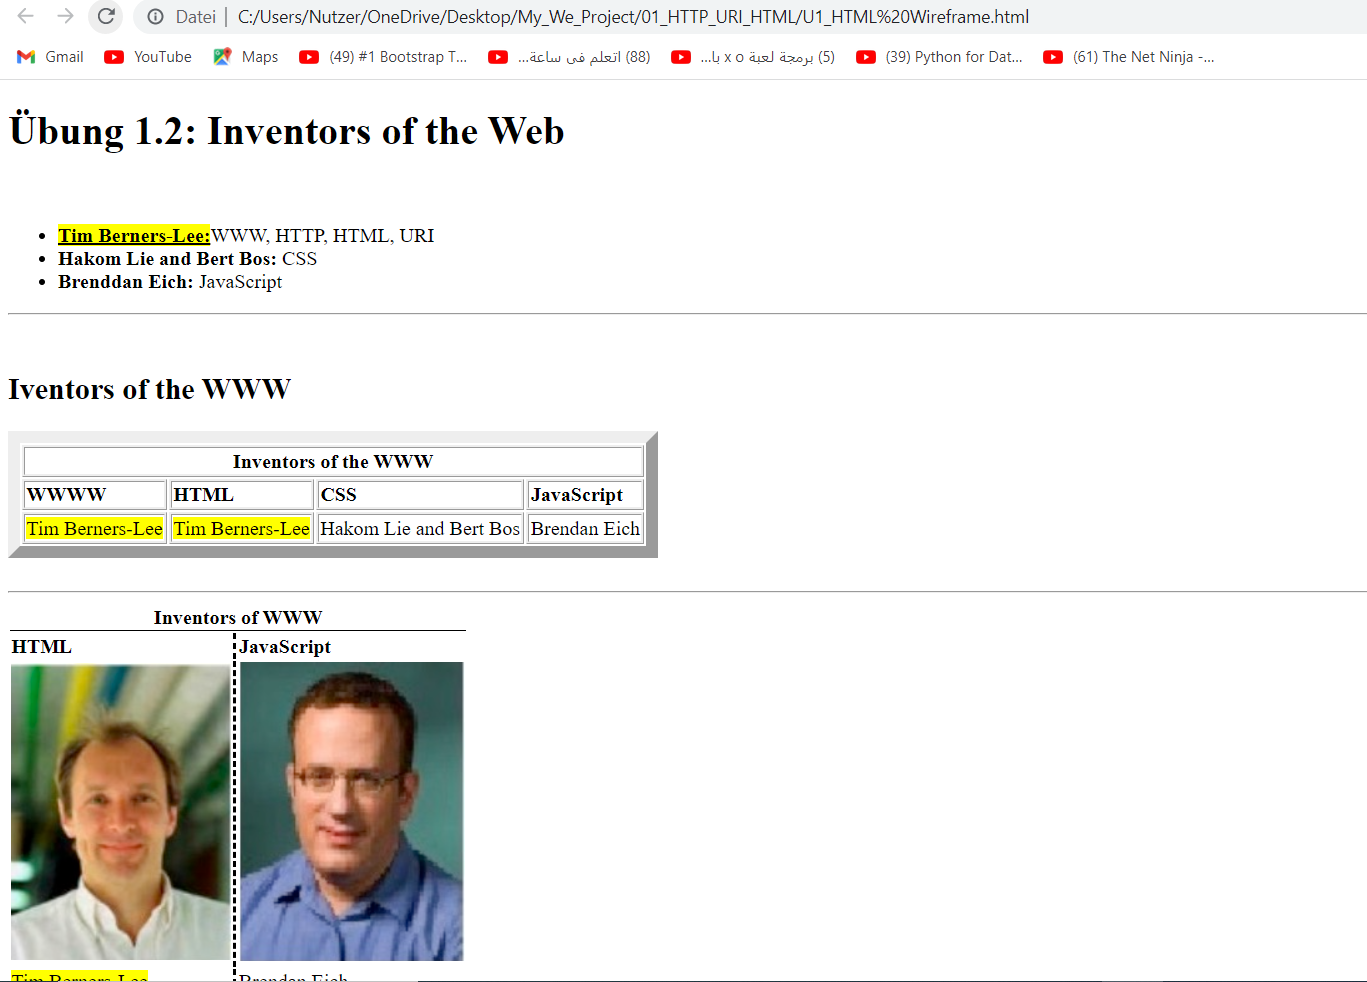 Datei | C:/Users/Nutzer/OneDrive/Desktop/My_We_Project/01_HTTP_URI_HTML/U1_HTML%20Wireframe.html
Gmail YouTube Maps (49) #1 Bootstrap T... (88) اتعلم في ساعة... (5) برمجة لعبة x o با... (39) Python for Dat... (61) The Net Ninja -...
Übung 1.2: Inventors of the Web
Tim Berners-Lee:WWW, HTTP, HTML, URI
Hakom Lie and Bert Bos: CSS
Brenddan Eich: JavaScript
Iventors of the WWW
Inventors of the WWW
WWWW HTML CSS JavaScript
Tim Berners-Lee Tim Berners-Lee Hakom Lie and Bert Bos Brendan Eich
Inventors of WWW
HTML JavaScript
Tim Berners-Lee Brendan Eich